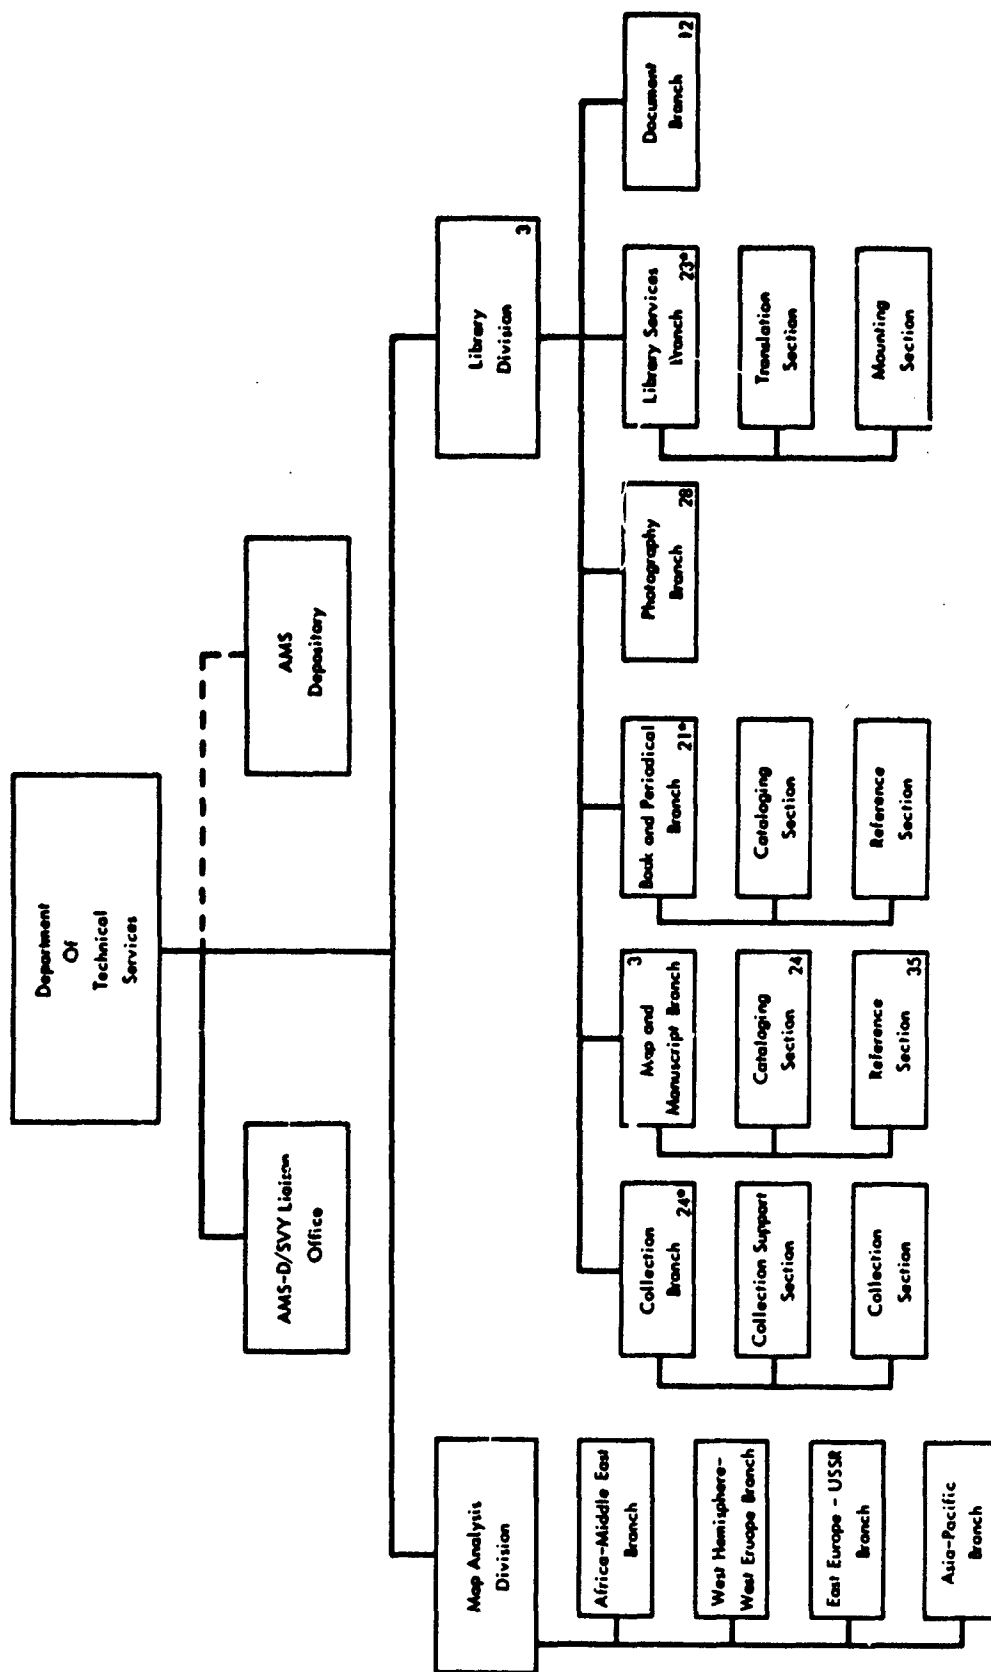 Department
Of
Technical
Services
AMS-D/SVY Liaison
Office
AMS
Depository
Map Analysis
Division
Library
Division
3
Africa-Middle East
Branch
West Hemisphere-
West Eruope Branch
East Europe - USSR
Branch
Asia-Pacific
Branch
Collection
Branch
24*
Collection Support
Section
Collection
Section
3
Map and
Manuscript Branch
Cataloging
Section
24
Reference
Section
35
Book and Periodical
Branch
21*
Cataloging
Section
Reference
Section
Photography
Branch
28
Library Services
Branch
23*
Translation
Section
Mounting
Section
Document
Branch
12